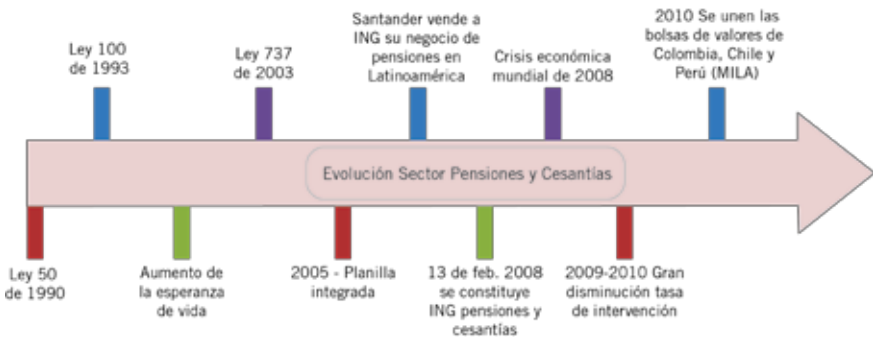 Ley 100
de 1993
Ley 737
de 2003
Santander vende a
ING su negocio de
pensiones en
Latinoamérica
Crisis económica
mundial de 2008
2010 Se unen las
bolsas de valores de
Colombia, Chile y
Perú (MILA)
Evolución Sector Pensiones y Cesantías
Ley 50
de 1990
Aumento de
la esperanza
de vida
2005 - Planilla
integrada
13 de feb. 2008
se constituye
ING pensiones y
cesantías
2009-2010 Gran
disminución tasa
de intervención